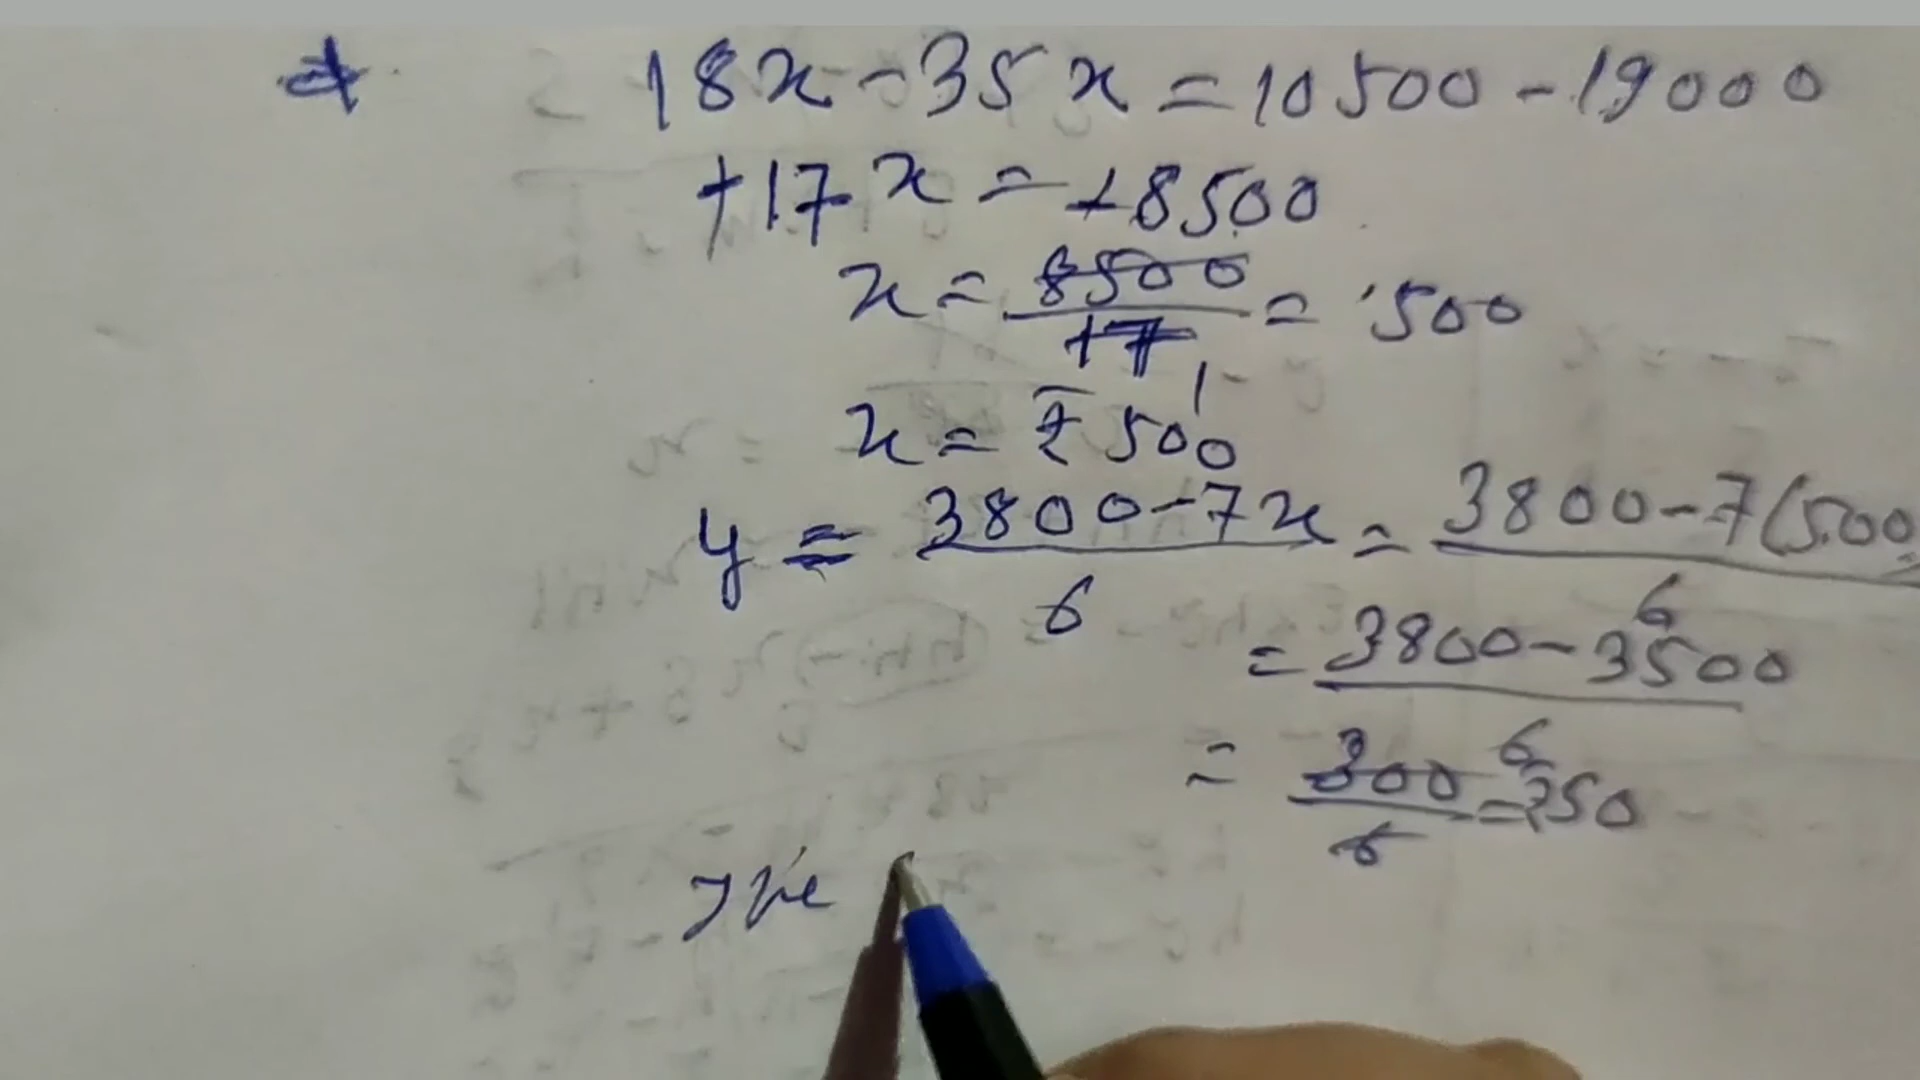 18x - 35x = 10500 - 19000
+17x = +8500
x = 8500/17 = 500
1
x = ₹ 500
y = 3800-7x/6 = 3800-7(500)/6
= 3800-3500/6
= 300/6 = ₹50